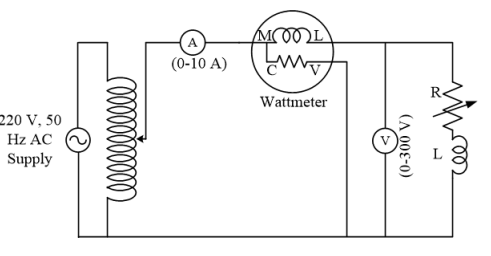 220 V, 50
Hz AC
Supply
A
(0-10 A)
M
L
C
V
Wattmeter
V
(0-300 V)
R
L